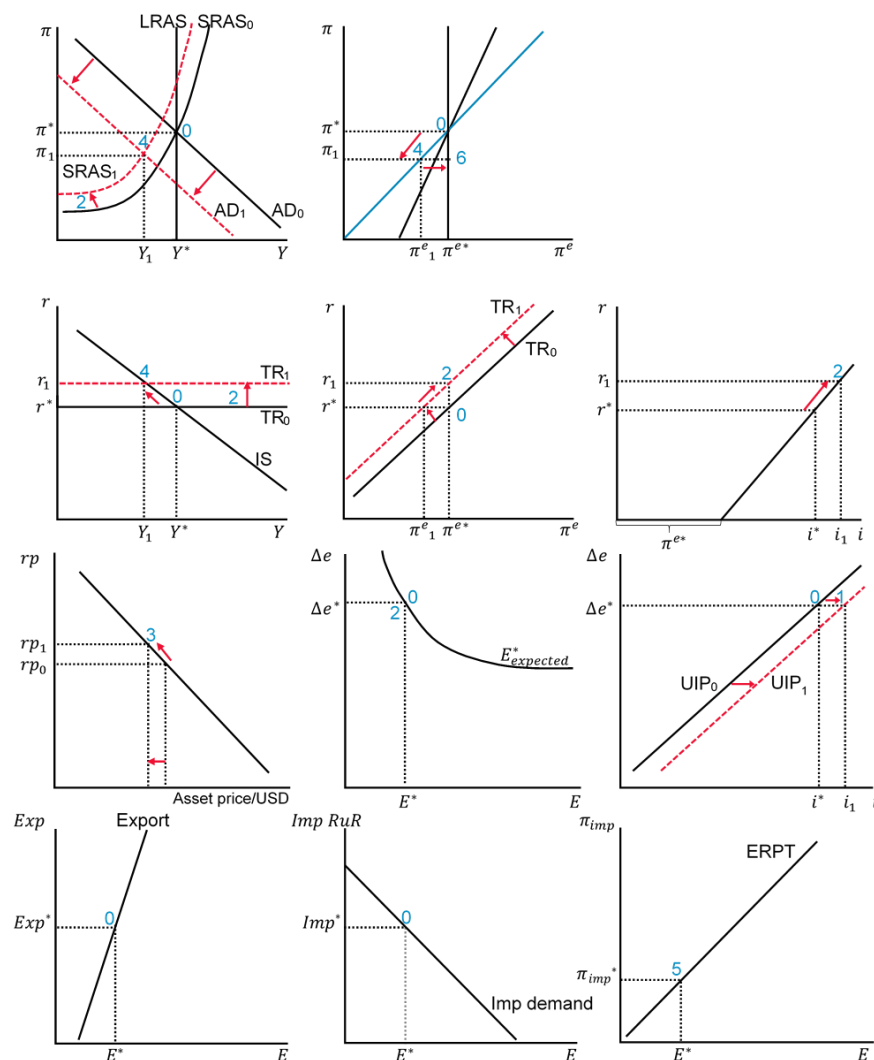 LRAS SRAS₀
π
π*
0
4
π₁
SRAS₁
2
AD₁
AD₀
Y₁
Y*
Y
π
π*
0
π₁
4
6
πᵉ₁
πᵉ*
πᵉ
r
4
TR₁
r₁
0
2
r*
TR₀
IS
Y₁
Y*
Y
r
TR₁
TR₀
r₁
2
r*
0
πᵉ₁
πᵉ*
πᵉ
r
r₁
2
r*
πᵉ*
i*
i₁
i
rp
3
rp₁
rp₀
Asset price/USD
Δe
Δe*
0
2
E*expected
E*
E
Δe
0
1
Δe*
UIP₀
UIP₁
i*
i₁
Exp
Export
Exp*
0
E*
E
Imp RuR
Imp*
0
Imp demand
E*
E
πimp
ERPT
πimp*
5
E*
E